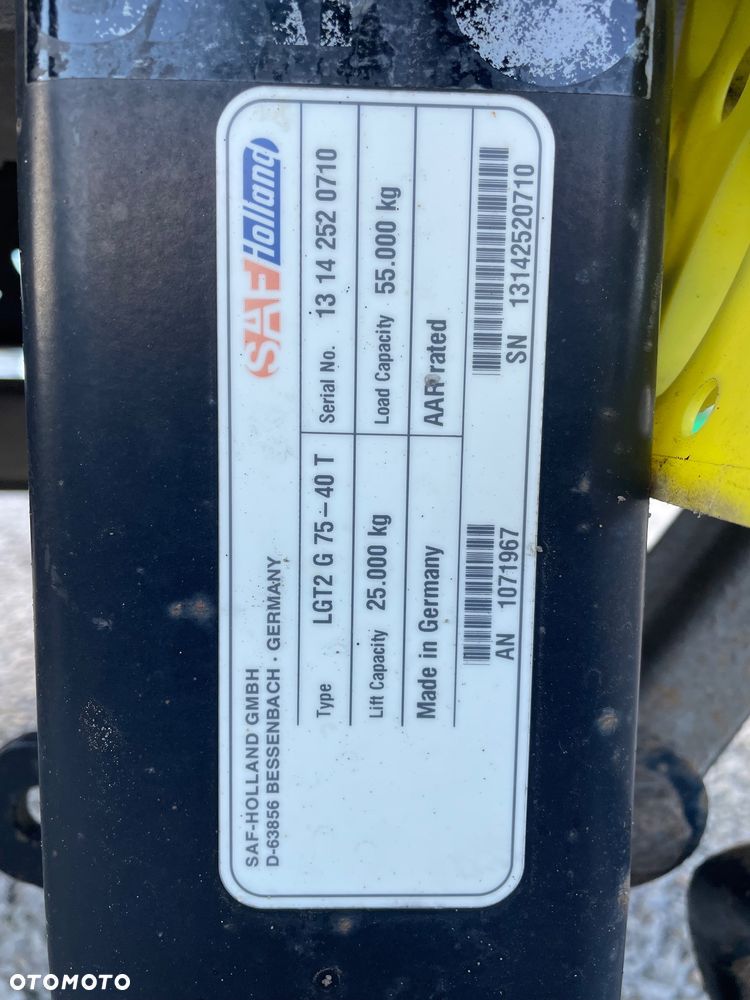 SAF-HOLLAND GMBH
D-63856 BESSENBACH · GERMANY
SAF Holland
Type LGT2 G 75-40 T
Serial No. 13 14 252 0710
Lift Capacity 25.000 kg
Load Capacity 55.000 kg
Made in Germany
AAR rated
AN 1071967
SN 13142520710
OTOMOTO